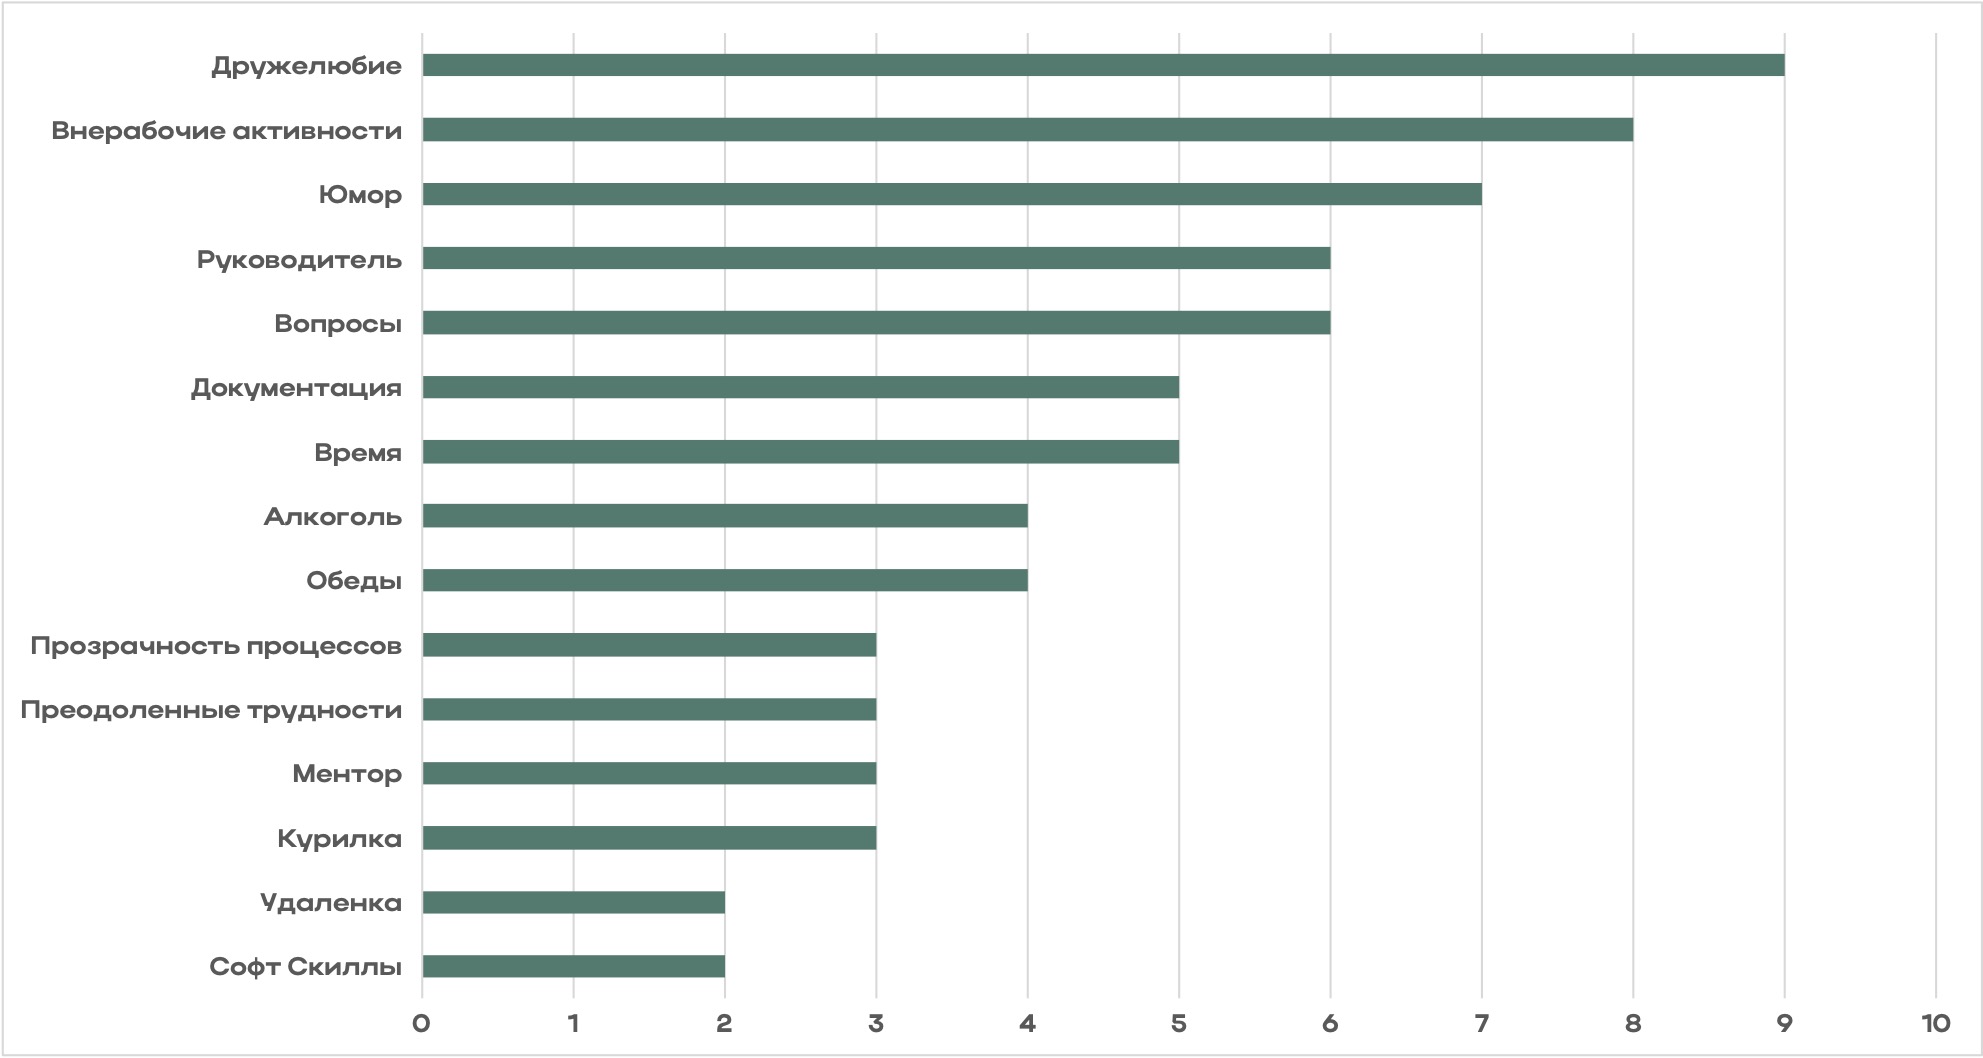 Дружелюбие
Внерабочие активности
Юмор
Руководитель
Вопросы
Документация
Время
Алкоголь
Обеды
Прозрачность процессов
Преодоленные трудности
Ментор
Курилка
Удаленка
Софт Скиллы
0 1 2 3 4 5 6 7 8 9 10